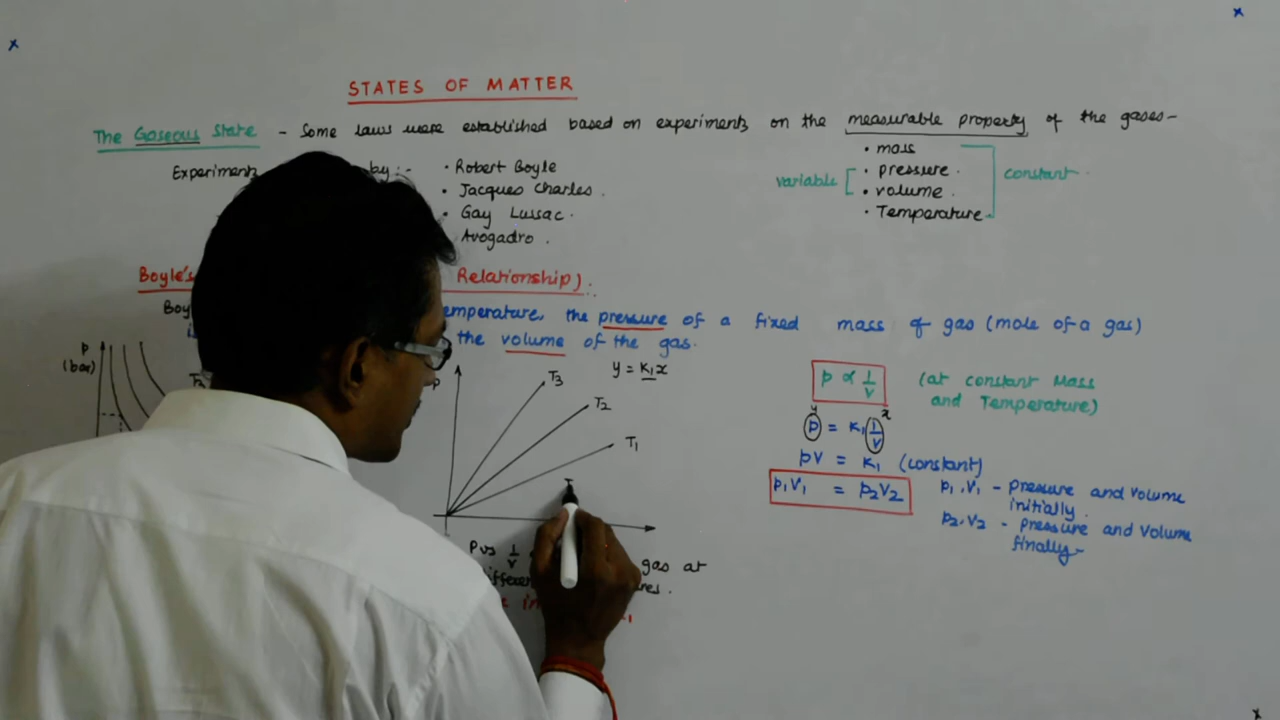 STATES OF MATTER
The Gaseous State - Some laws were established based on experiments on the measurable property of the gases-
Experiments by:-
• Robert Boyle
• Jacques Charles.
• Gay Lussac.
Avogadro.
• mass
• pressure.
• volume.
• Temperature
variable
constant.
Boyle's Relationship).
Boy
temperature, the pressure of a fixed mass of gas (mole of a gas)
the volume of the gas.
P
(bar)
P
T3
T2
T1
y = K1x
T
p ∝ 1/V
(at constant Mass
and Temperature)
y x
p = K1 1/V
pV = K1 (constant)
p1V1 = p2V2
p1,V1 - pressure and volume
initially.
p2,V2 - pressure and volume
finally-
P vs 1/V gas at